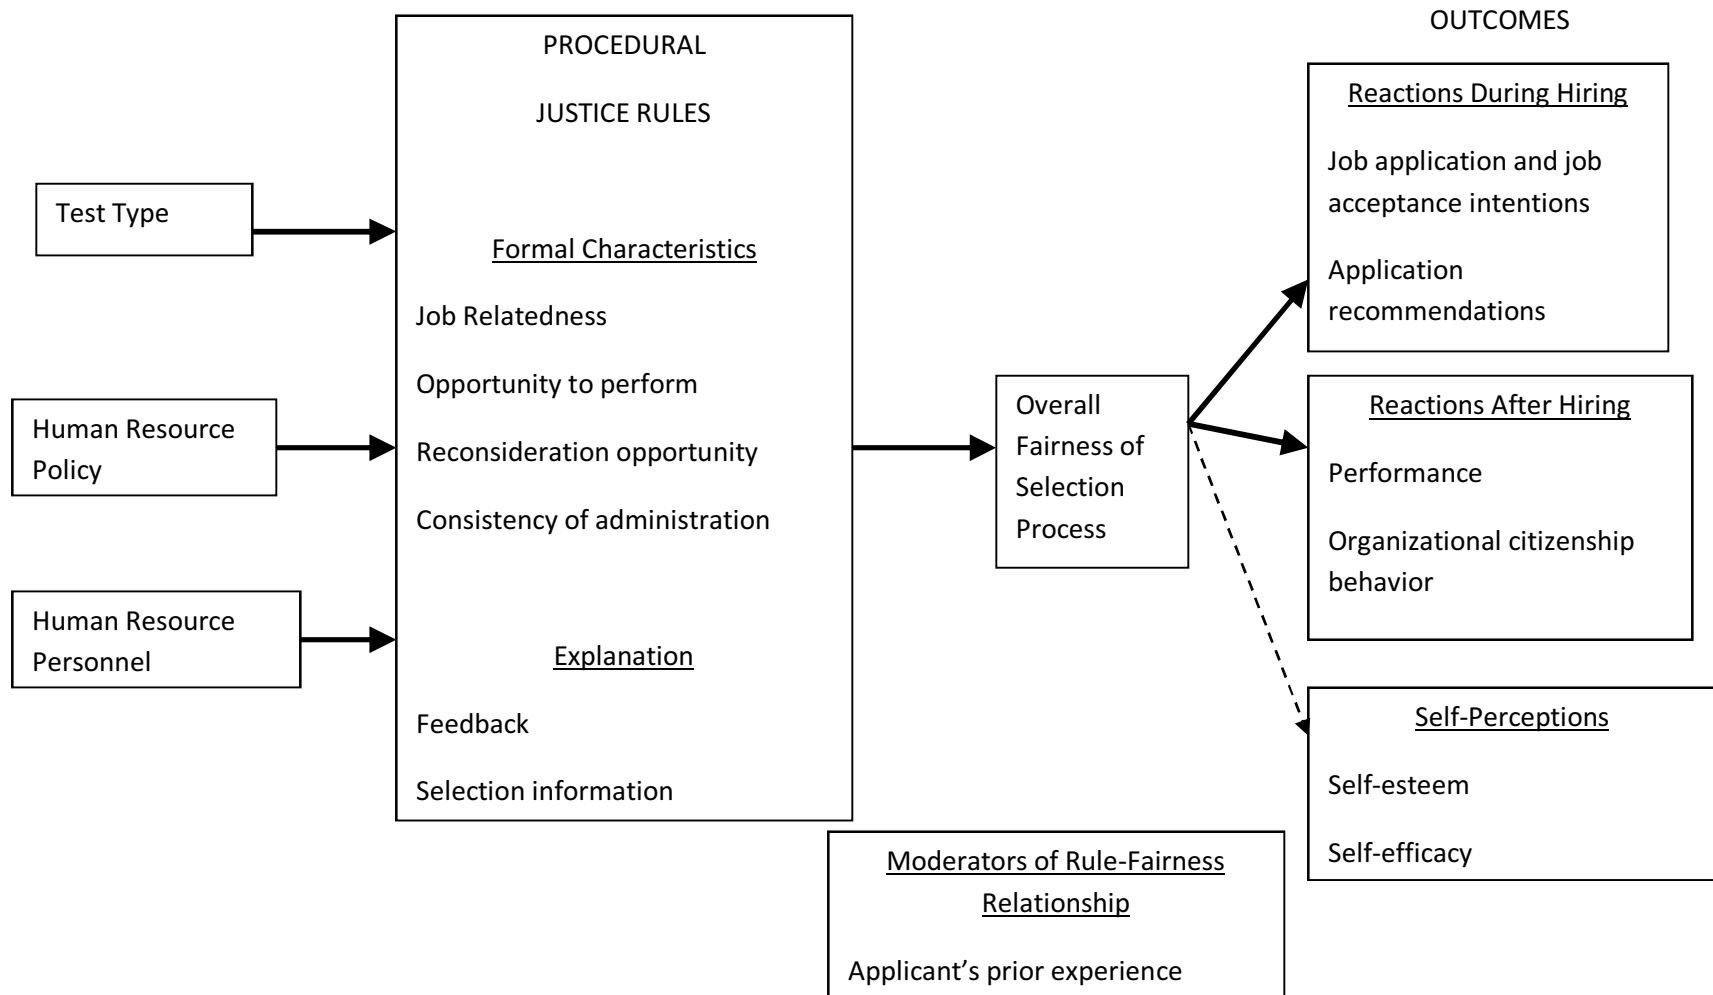 Test Type
Human Resource
Policy
Human Resource
Personnel
PROCEDURAL
JUSTICE RULES
Formal Characteristics
Job Relatedness
Opportunity to perform
Reconsideration opportunity
Consistency of administration
Explanation
Feedback
Selection information
Overall
Fairness of
Selection
Process
Moderators of Rule-Fairness
Relationship
Applicant’s prior experience
OUTCOMES
Reactions During Hiring
Job application and job
acceptance intentions
Application
recommendations
Reactions After Hiring
Performance
Organizational citizenship
behavior
Self-Perceptions
Self-esteem
Self-efficacy